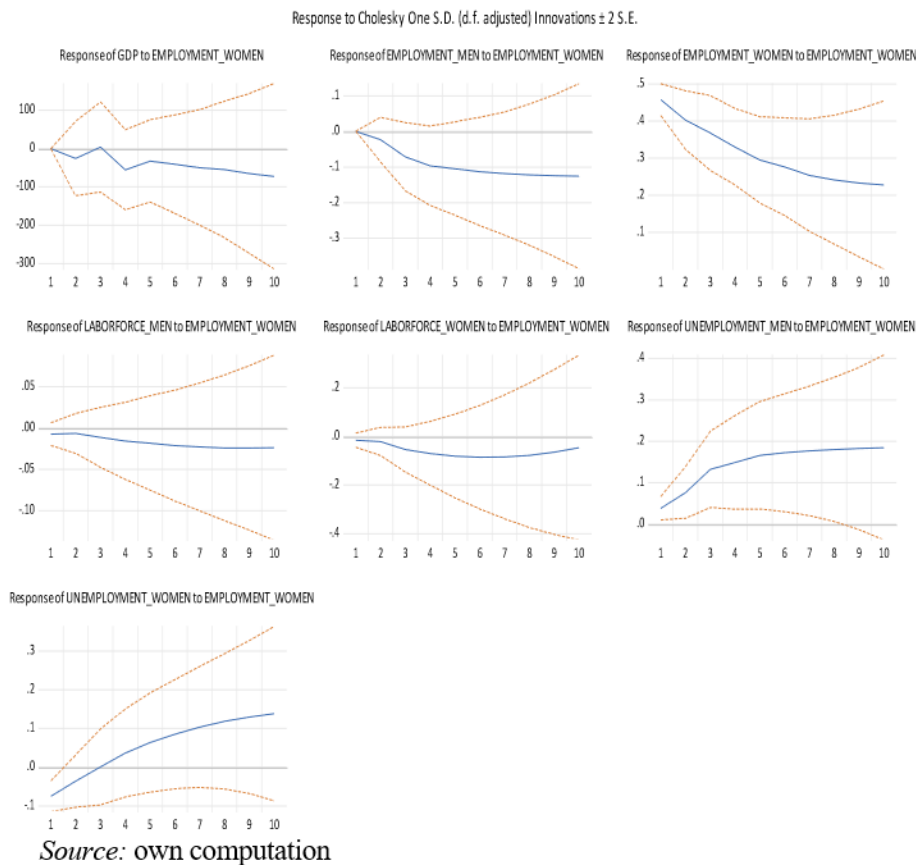 Response to Cholesky One S.D. (d.f. adjusted) Innovations ± 2 S.E.
Response of GDP to EMPLOYMENT_WOMEN
100
0
-100
-200
-300
1 2 3 4 5 6 7 8 9 10
Response of EMPLOYMENT_MEN to EMPLOYMENT_WOMEN
.1
.0
-.1
-.2
-.3
1 2 3 4 5 6 7 8 9 10
Response of EMPLOYMENT_WOMEN to EMPLOYMENT_WOMEN
.5
.4
.3
.2
.1
1 2 3 4 5 6 7 8 9 10
Response of LABORFORCE_MEN to EMPLOYMENT_WOMEN
.05
.00
-.05
-.10
1 2 3 4 5 6 7 8 9 10
Response of LABORFORCE_WOMEN to EMPLOYMENT_WOMEN
.2
.0
-.2
-.4
1 2 3 4 5 6 7 8 9 10
Response of UNEMPLOYMENT_MEN to EMPLOYMENT_WOMEN
.4
.3
.2
.1
.0
1 2 3 4 5 6 7 8 9 10
Response of UNEMPLOYMENT_WOMEN to EMPLOYMENT_WOMEN
.3
.2
.1
.0
-.1
1 2 3 4 5 6 7 8 9 10
Source: own computation